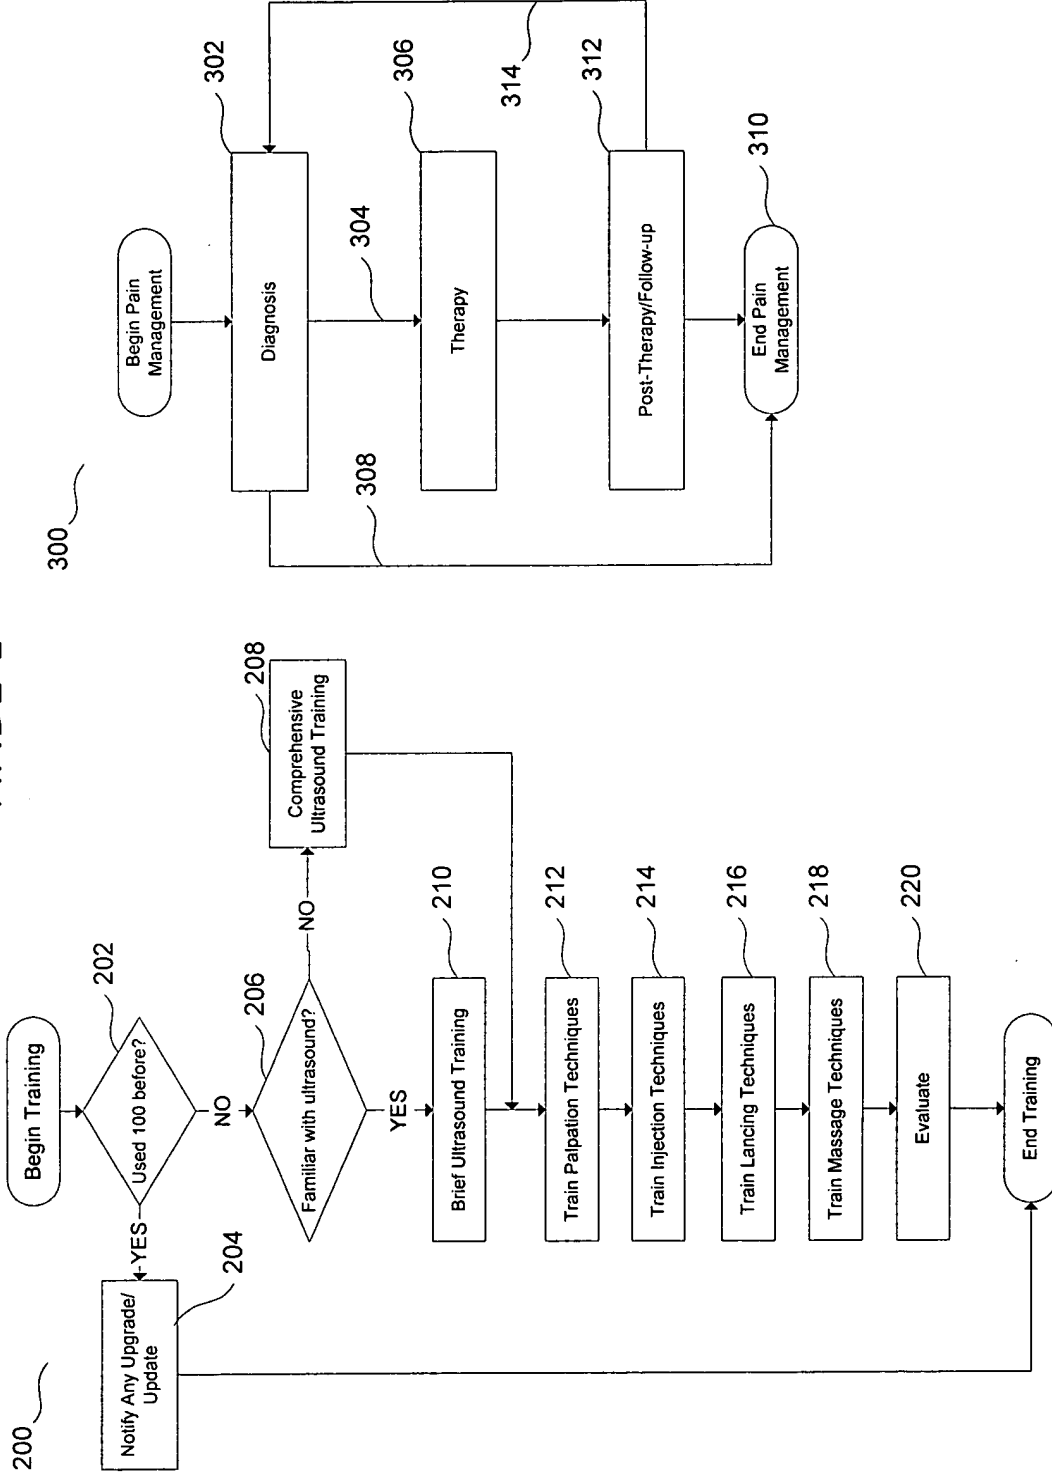 200
Begin Training
202
Used 100 before?
YES
NO
Notify Any Upgrade/
Update
204
206
Familiar with ultrasound?
NO
YES
208
Comprehensive
Ultrasound Training
210
Brief Ultrasound Training
212
Train Palpation Techniques
214
Train Injection Techniques
216
Train Lancing Techniques
218
Train Massage Techniques
220
Evaluate
End Training
300
Begin Pain
Management
302
Diagnosis
304
306
Therapy
308
314
312
Post-Therapy/Follow-up
310
End Pain
Management